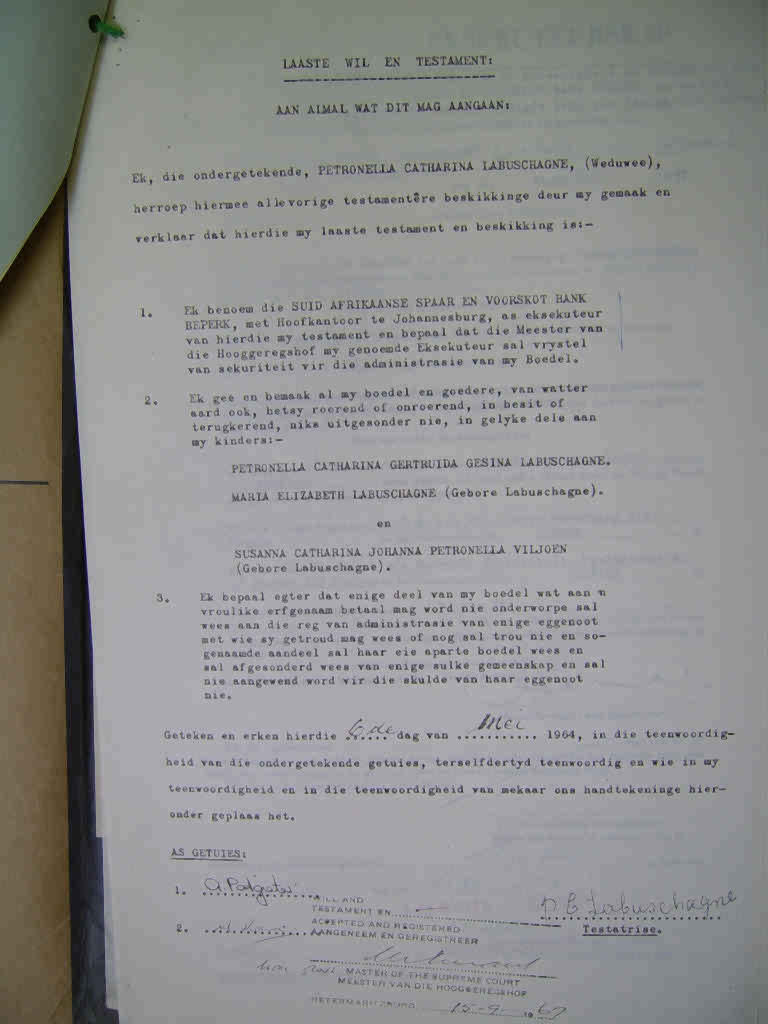 LAASTE WIL EN TESTAMENT:
AAN ALMAL WAT DIT MAG AANGAAN:
Ek, die ondergetekende, PETRONELLA CATHARINA LABUSCHAGNE, (Weduwee),
herroep hiermee allevorige testamentêre beskikkinge deur my gemaak en
verklaar dat hierdie my laaste testament en beskikking is:-
1. Ek benoem die SUID AFRIKAANSE SPAAR EN VOORSKOT BANK
BEPERK, met Hoofkantoor te Johannesburg, as eksekuteur
van hierdie my testament en bepaal dat die Meester van
die Hooggeregshof my genoemde Eksekuteur sal vrystel
van sekuriteit vir die administrasie van my Boedel.
2. Ek gee en bemaak al my boedel en goedere, van watter
aard ook, hetsy roerend of onroerend, in besit of
terugkerend, niks uitgesonder nie, in gelyke dele aan
my kinders:-
PETRONELLA CATHARINA GERTRUIDA GESINA LABUSCHAGNE.
MARIA ELIZABETH LABUSCHAGNE (Gebore Labuschagne).
en
SUSANNA CATHARINA JOHANNA PETRONELLA VILJOEN
(Gebore Labuschagne).
3. Ek bepaal egter dat enige deel van my boedel wat aan 'n
vroulike erfgenaam betaal mag word nie onderworpe sal
wees aan die reg van administrasie van enige eggenoot
met wie sy getroud mag wees of nog sal trou nie en so-
genaamde aandeel sal haar eie aparte boedel wees en
sal afgesonderd wees van enige sulke gemeenskap en sal
nie aangewend word vir die skulde van haar eggenoot
nie.
Geteken en erken hierdie 6de dag van Mei 1964, in die teenwoordig-
heid van die ondergetekende getuies, terselfdertyd teenwoordig en wie in my
teenwoordigheid en in die teenwoordigheid van mekaar ons handtekeninge hier-
onder geplaas het.
AS GETUIES:
1.
WILL AND
TESTAMENT EN
P C Labuschagne
2.
ACCEPTED AND REGISTERED
AANGENEEM EN GEREGISTREER
Testatrise.
MASTER OF THE SUPREME COURT
MEESTER VAN DIE HOOGGEREGSHOF
PIETERMARITZBURG 15-9-1967